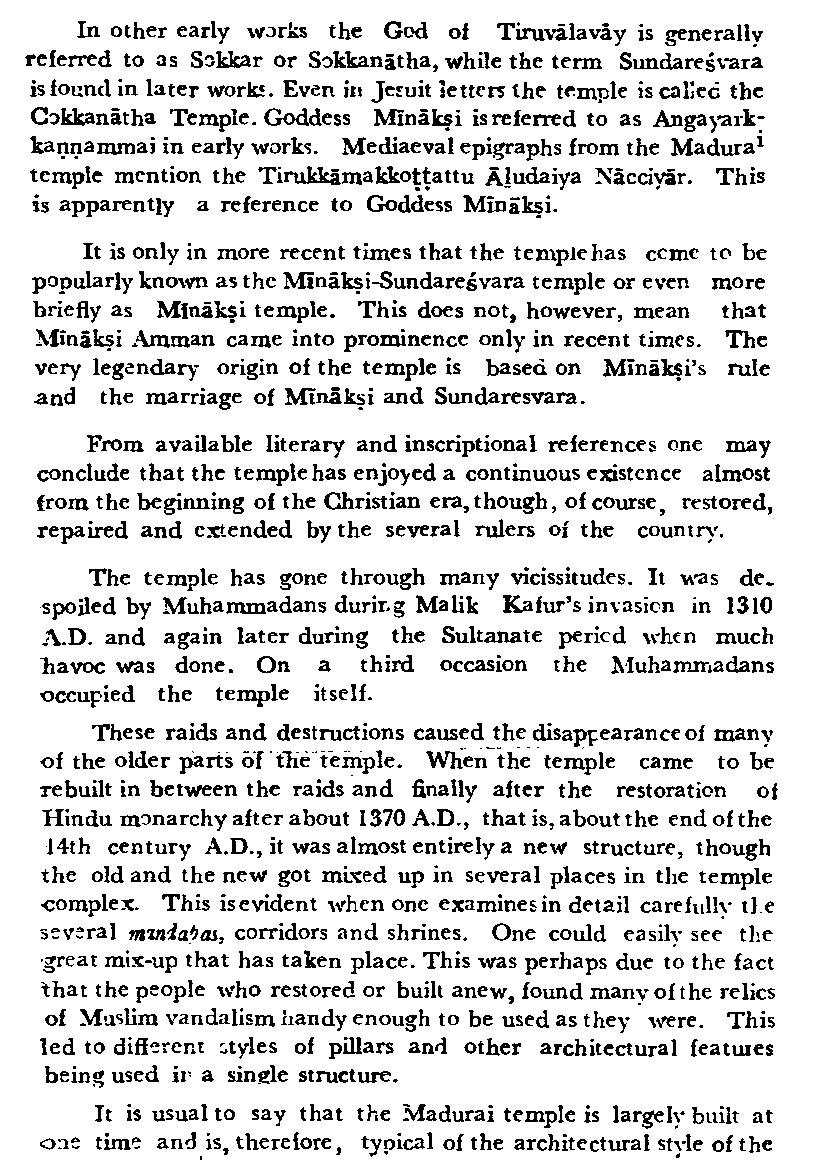 In other early works the God of Tiruvālavāy is generally
referred to as Sokkar or Sokkanātha, while the term Sundareśvara
is found in later works. Even in Jesuit letters the temple is called the
Cokkanātha Temple. Goddess Mīnākṣi is referred to as Angayark-
kaṇṇammai in early works. Mediaeval epigraphs from the Madurai
temple mention the Tirukkāmakkoṭṭattu Āḷudaiya Nācciyār. This
is apparently a reference to Goddess Mīnākṣi.
It is only in more recent times that the temple has come to be
popularly known as the Mīnākṣi-Sundareśvara temple or even more
briefly as Mīnākṣi temple. This does not, however, mean that
Mīnākṣi Amman came into prominence only in recent times. The
very legendary origin of the temple is based on Mīnākṣi's rule
and the marriage of Mīnākṣi and Sundaresvara.
From available literary and inscriptional references one may
conclude that the temple has enjoyed a continuous existence almost
from the beginning of the Christian era, though, of course, restored,
repaired and extended by the several rulers of the country.
The temple has gone through many vicissitudes. It was de-
spoiled by Muhammadans during Malik Kafur's invasion in 1310
A.D. and again later during the Sultanate period when much
havoc was done. On a third occasion the Muhammadans
occupied the temple itself.
These raids and destructions caused the disappearance of many
of the older parts of the temple. When the temple came to be
rebuilt in between the raids and finally after the restoration of
Hindu monarchy after about 1370 A.D., that is, about the end of the
14th century A.D., it was almost entirely a new structure, though
the old and the new got mixed up in several places in the temple
complex. This is evident when one examines in detail carefully the
several mandabas, corridors and shrines. One could easily see the
great mix-up that has taken place. This was perhaps due to the fact
that the people who restored or built anew, found many of the relics
of Muslim vandalism handy enough to be used as they were. This
led to different styles of pillars and other architectural features
being used in a single structure.
It is usual to say that the Madurai temple is largely built at
one time and is, therefore, typical of the architectural style of the